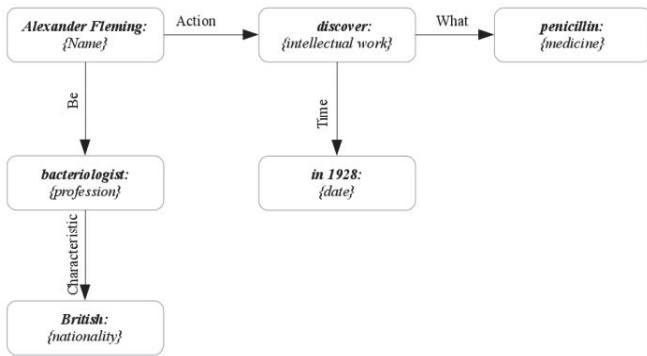 Alexander Fleming:
{Name}
Action
discover:
{intellectual work}
What
penicillin:
{medicine}
Be
Time
bacteriologist:
{profession}
in 1928:
{date}
Characteristic
British:
{nationality}